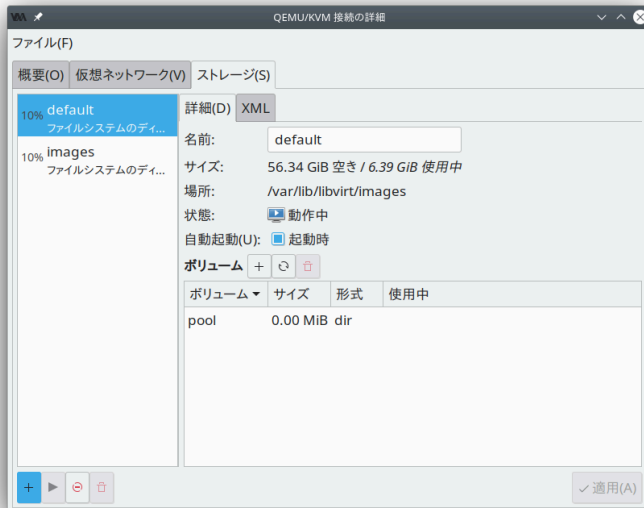 QEMU/KVM 接続の詳細
ファイル(F)
概要(O) 仮想ネットワーク(V) ストレージ(S)
10% default
ファイルシステムのディ...
10% images
ファイルシステムのディ...
詳細(D) XML
名前: default
サイズ: 56.34 GiB 空き / 6.39 GiB 使用中
場所: /var/lib/libvirt/images
状態: 動作中
自動起動(U): 起動時
ボリューム
ボリューム サイズ 形式 使用中
pool 0.00 MiB dir
適用(A)